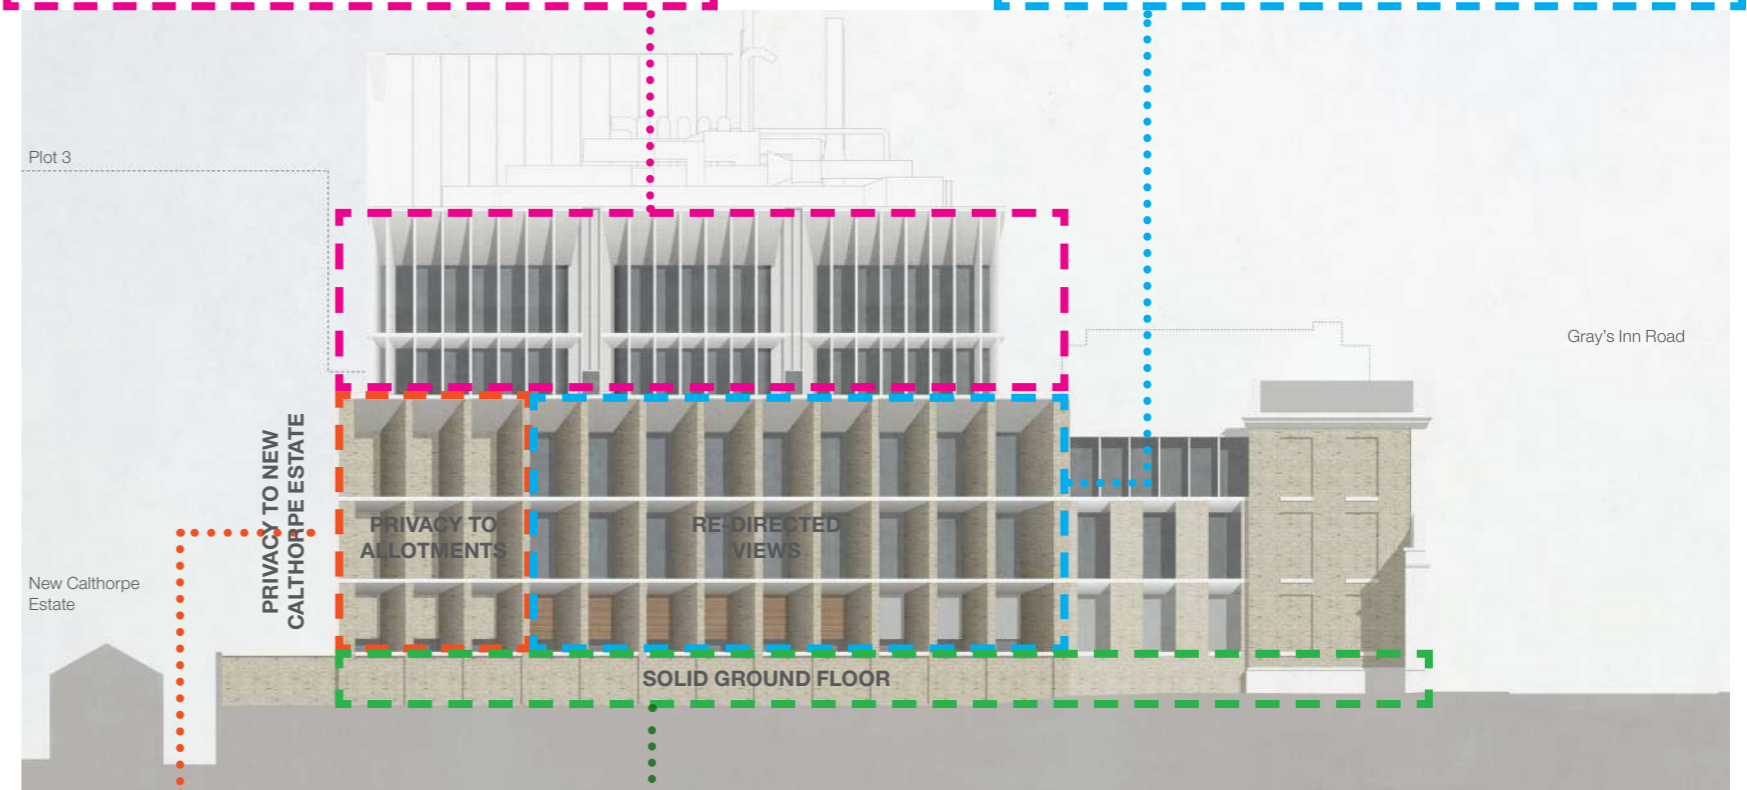 Plot 3
Gray's Inn Road
PRIVACY TO NEW
CALTHORPE ESTATE
PRIVACY TO
ALLOTMENTS
RE-DIRECTED
VIEWS
New Calthorpe
Estate
SOLID GROUND FLOOR